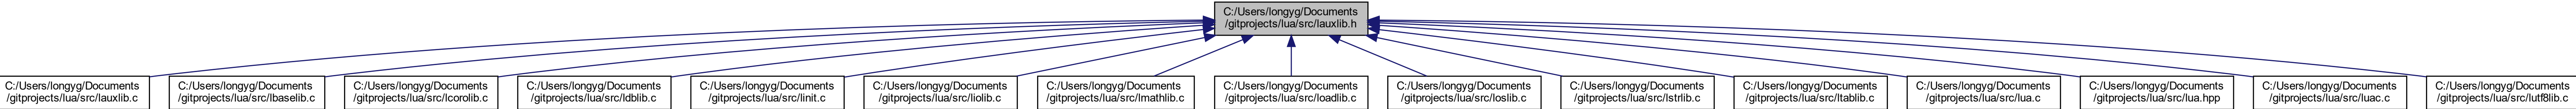 C:/Users/longyg/Documents
/gitprojects/lua/src/lauxlib.h
C:/Users/longyg/Documents
/gitprojects/lua/src/lauxlib.c
C:/Users/longyg/Documents
/gitprojects/lua/src/lbaselib.c
C:/Users/longyg/Documents
/gitprojects/lua/src/lcorolib.c
C:/Users/longyg/Documents
/gitprojects/lua/src/ldblib.c
C:/Users/longyg/Documents
/gitprojects/lua/src/linit.c
C:/Users/longyg/Documents
/gitprojects/lua/src/liolib.c
C:/Users/longyg/Documents
/gitprojects/lua/src/lmathlib.c
C:/Users/longyg/Documents
/gitprojects/lua/src/loadlib.c
C:/Users/longyg/Documents
/gitprojects/lua/src/loslib.c
C:/Users/longyg/Documents
/gitprojects/lua/src/lstrlib.c
C:/Users/longyg/Documents
/gitprojects/lua/src/ltablib.c
C:/Users/longyg/Documents
/gitprojects/lua/src/lua.c
C:/Users/longyg/Documents
/gitprojects/lua/src/lua.hpp
C:/Users/longyg/Documents
/gitprojects/lua/src/luac.c
C:/Users/longyg/Documents
/gitprojects/lua/src/lutf8lib.c